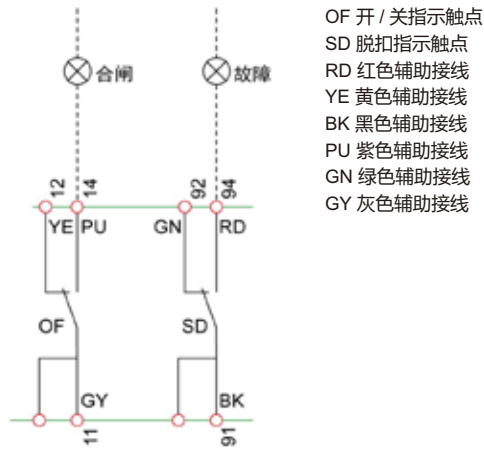 OF 开 / 关指示触点
SD 脱扣指示触点
RD 红色辅助接线
YE 黄色辅助接线
BK 黑色辅助接线
PU 紫色辅助接线
GN 绿色辅助接线
GY 灰色辅助接线
合闸 故障
12 14 92 94
YE PU GN RD
OF SD
GY BK
11 91